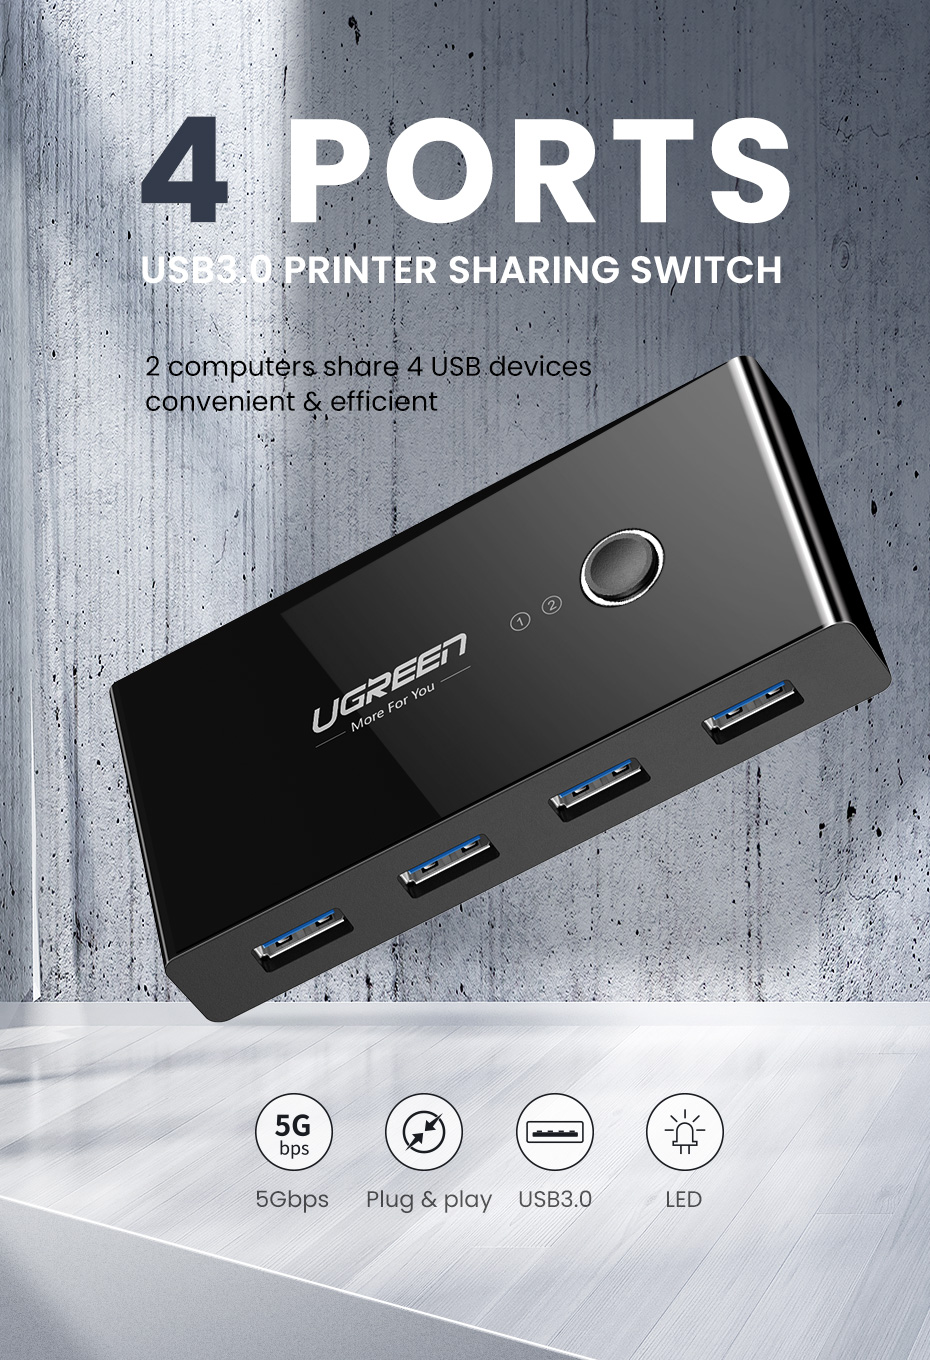 4 PORTS
USB3.0 PRINTER SHARING SWITCH
2 computers share 4 USB devices
convenient & efficient
1 2
UGREEN
More For You
5G
bps
5Gbps Plug & play USB3.0 LED